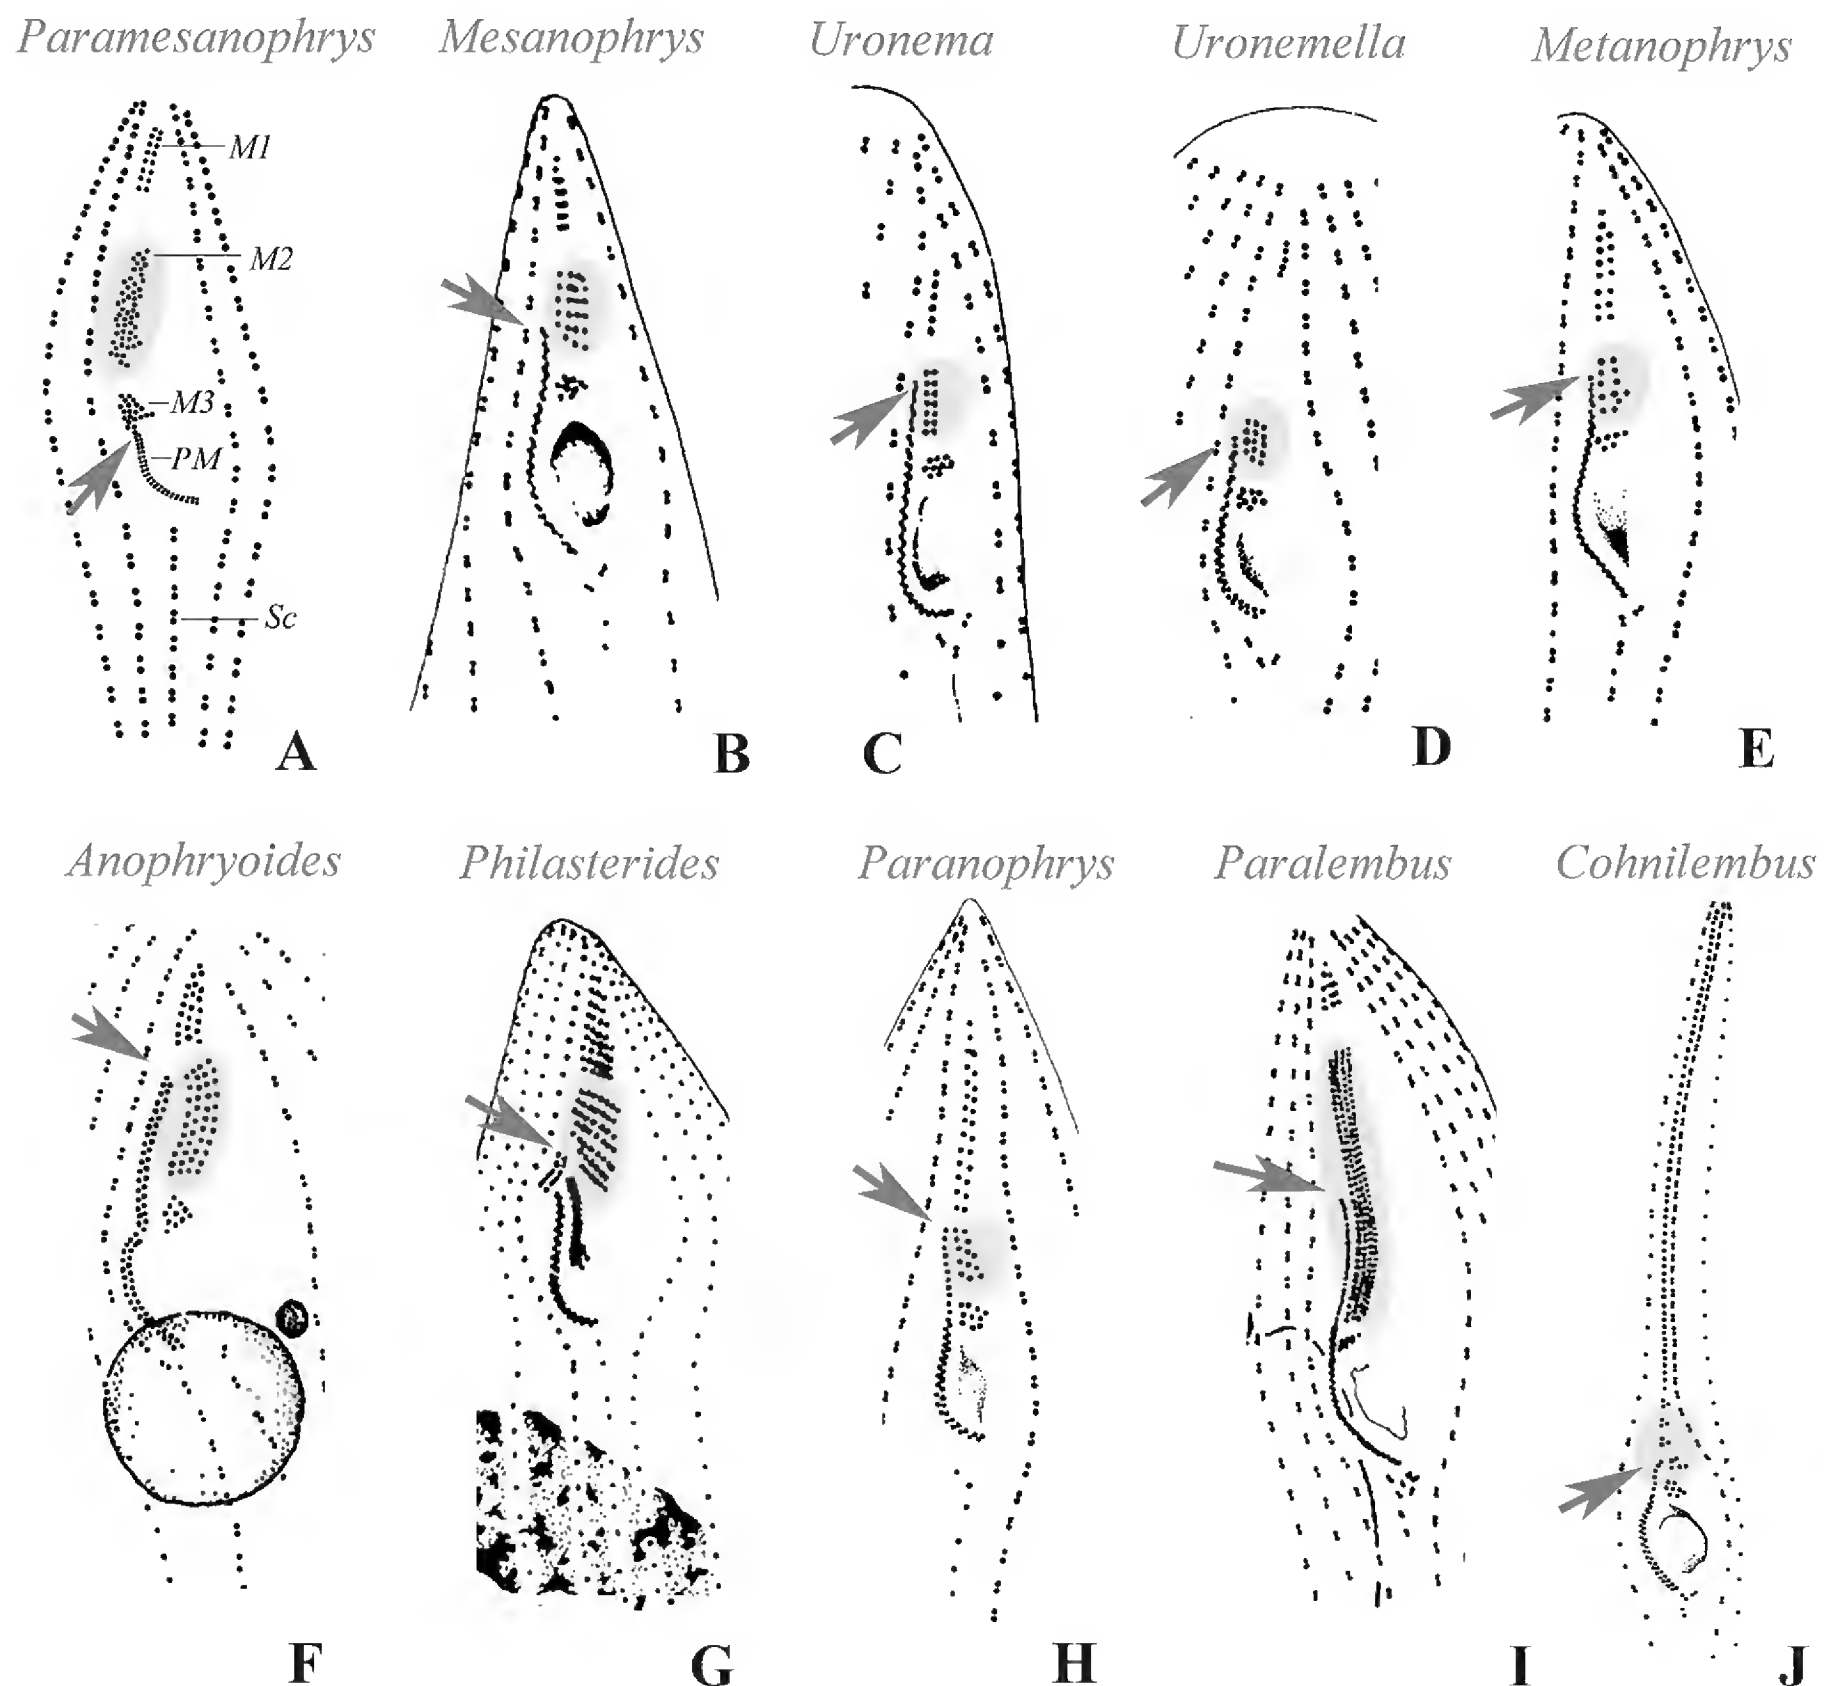 Paramesanophrys Mesanophrys Uronema Uronemella Metanophrys
M1
M2
M3
PM
Sc
A B C D E
Anophryoides Philasterides Paranophrys Paralembus Cohnilembus
F G H I J